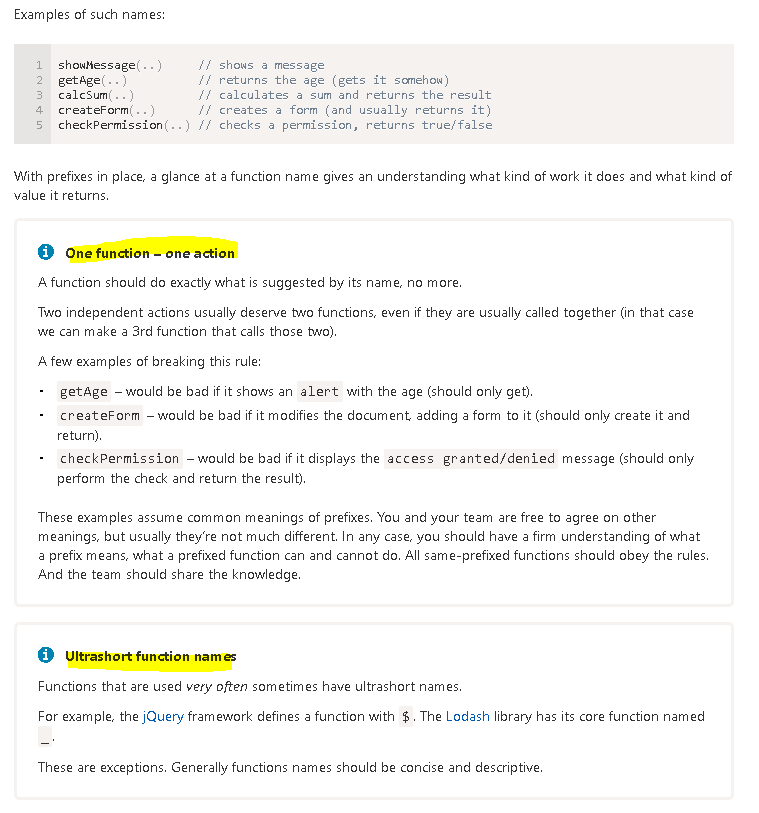 Examples of such names:
1 showMessage(..) // shows a message
2 getAge(..) // returns the age (gets it somehow)
3 calcSum(..) // calculates a sum and returns the result
4 createForm(..) // creates a form (and usually returns it)
5 checkPermission(..) // checks a permission, returns true/false
With prefixes in place, a glance at a function name gives an understanding what kind of work it does and what kind of
value it returns.
One function – one action
A function should do exactly what is suggested by its name, no more.
Two independent actions usually deserve two functions, even if they are usually called together (in that case
we can make a 3rd function that calls those two).
A few examples of breaking this rule:
• getAge – would be bad if it shows an alert with the age (should only get).
• createForm – would be bad if it modifies the document, adding a form to it (should only create it and
return).
• checkPermission – would be bad if it displays the access granted/denied message (should only
perform the check and return the result).
These examples assume common meanings of prefixes. You and your team are free to agree on other
meanings, but usually they’re not much different. In any case, you should have a firm understanding of what
a prefix means, what a prefixed function can and cannot do. All same-prefixed functions should obey the rules.
And the team should share the knowledge.
Ultrashort function names
Functions that are used very often sometimes have ultrashort names.
For example, the jQuery framework defines a function with $. The Lodash library has its core function named
_.
These are exceptions. Generally functions names should be concise and descriptive.